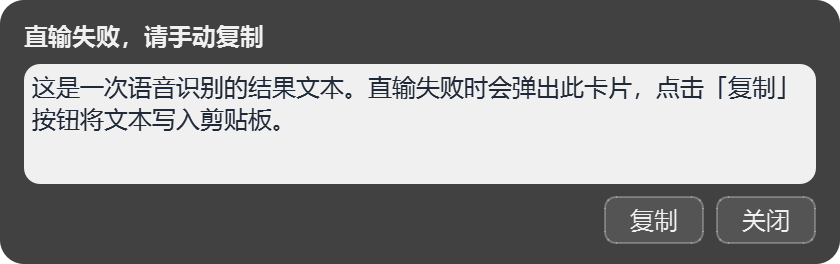 直输失败，请手动复制
这是一次语音识别的结果文本。直输失败时会弹出此卡片，点击「复制」
按钮将文本写入剪贴板。
复制
关闭